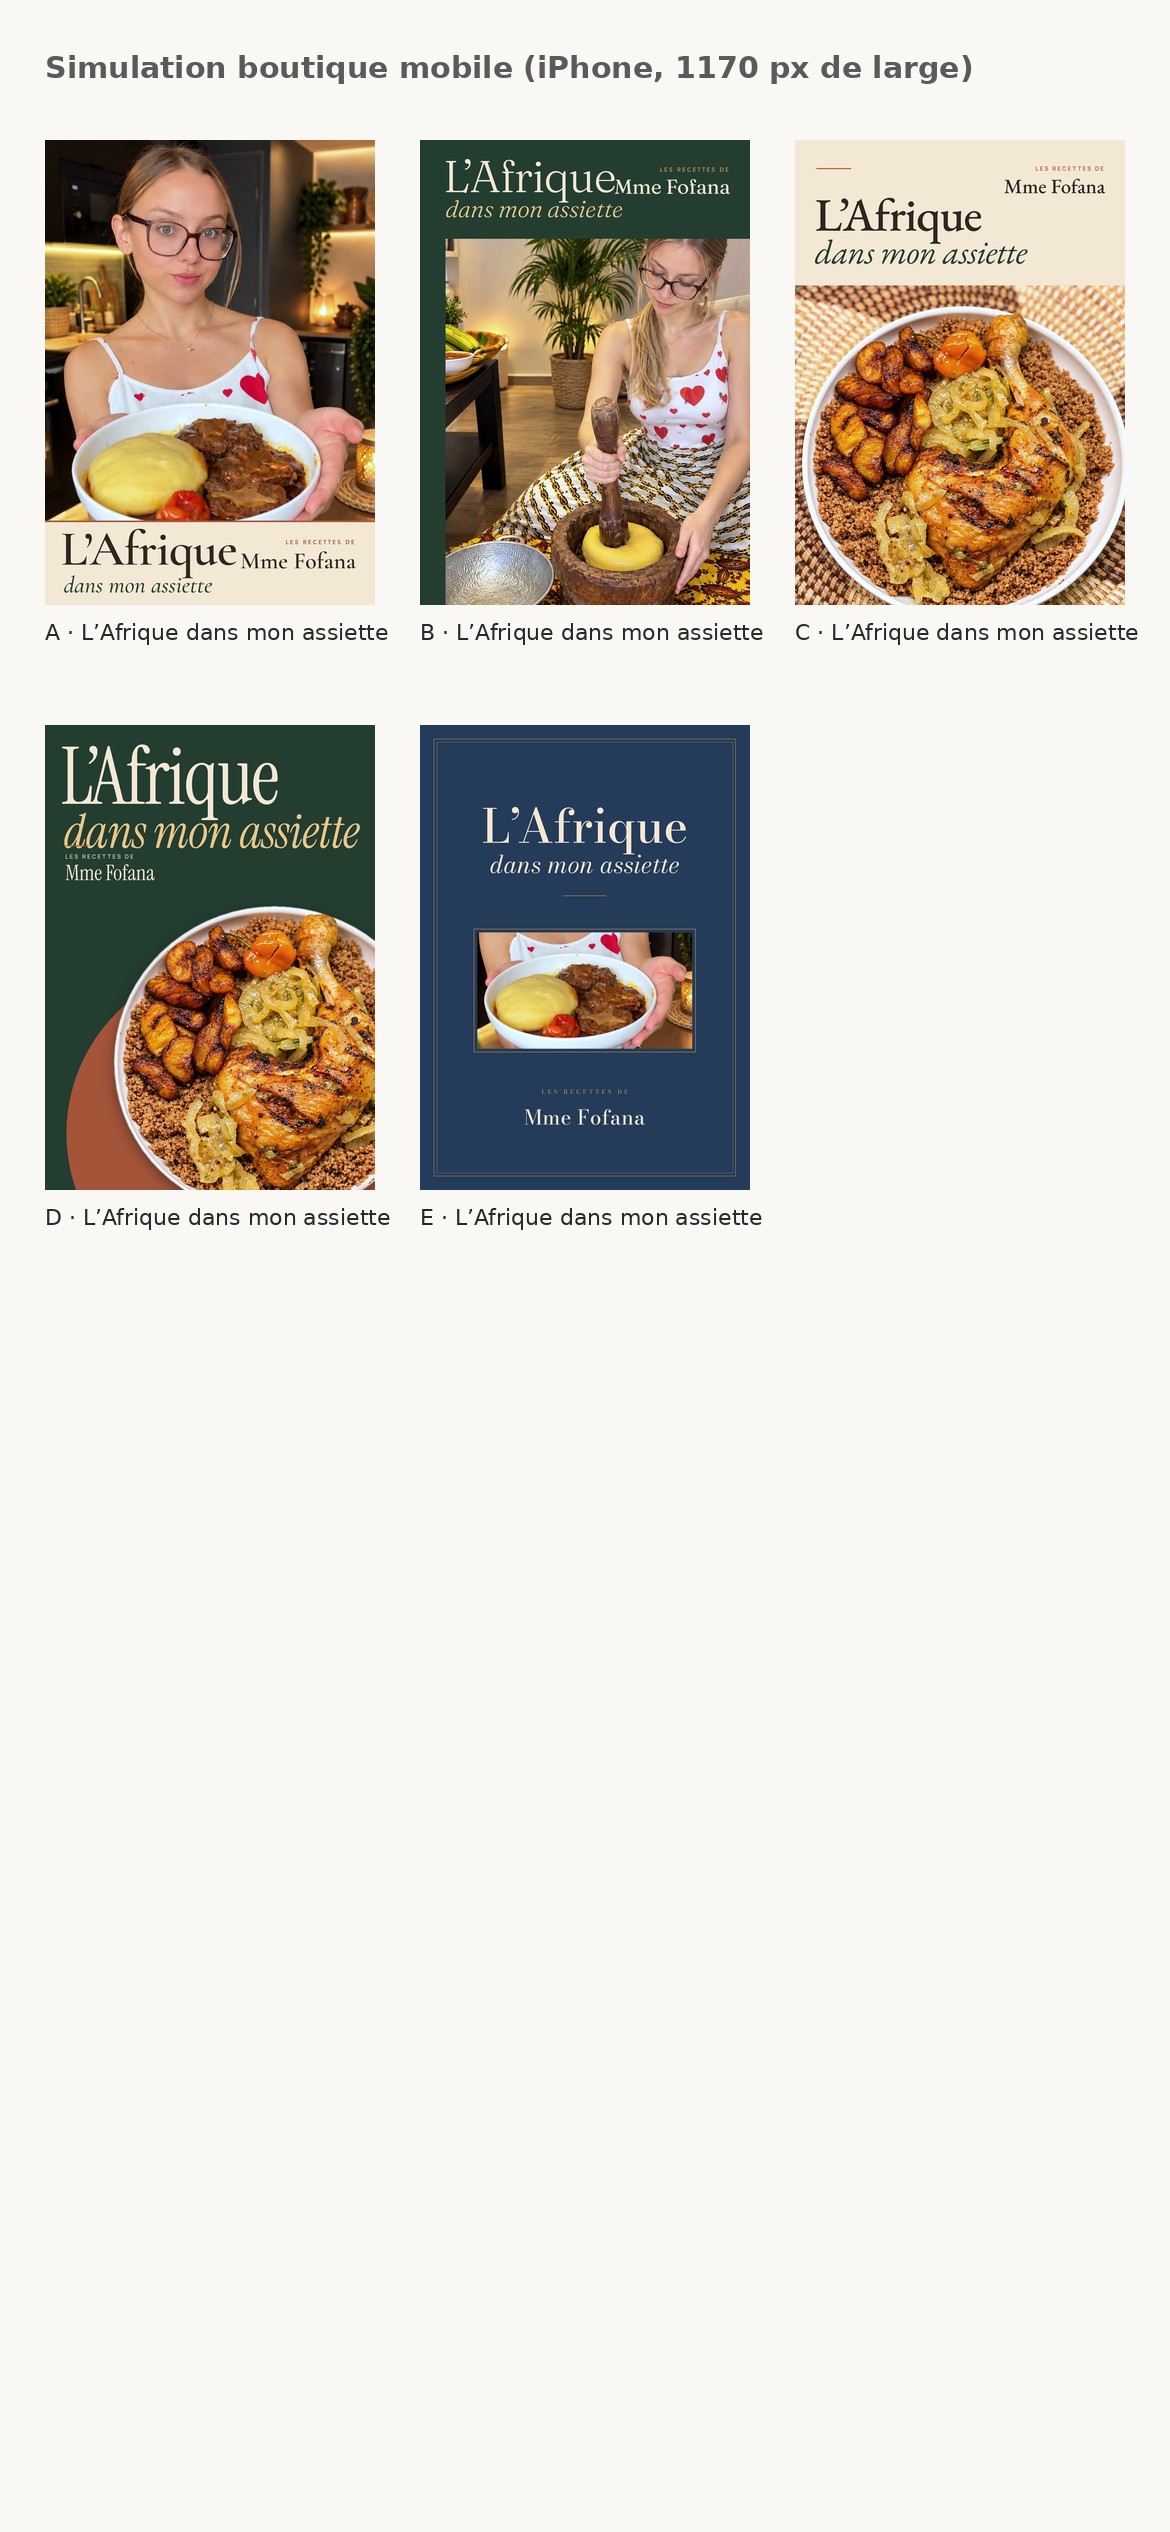 Simulation boutique mobile (iPhone, 1170 px de large)
L’Afrique
LES RECETTES DE
Mme Fofana
dans mon assiette
A · L’Afrique dans mon assiette
L’Afrique
LES RECETTES DE
Mme Fofana
dans mon assiette
B · L’Afrique dans mon assiette
LES RECETTES DE
Mme Fofana
L’Afrique
dans mon assiette
C · L’Afrique dans mon assiette
L’Afrique
dans mon assiette
LES RECETTES DE
Mme Fofana
D · L’Afrique dans mon assiette
L’Afrique
dans mon assiette
LES RECETTES DE
Mme Fofana
E · L’Afrique dans mon assiette